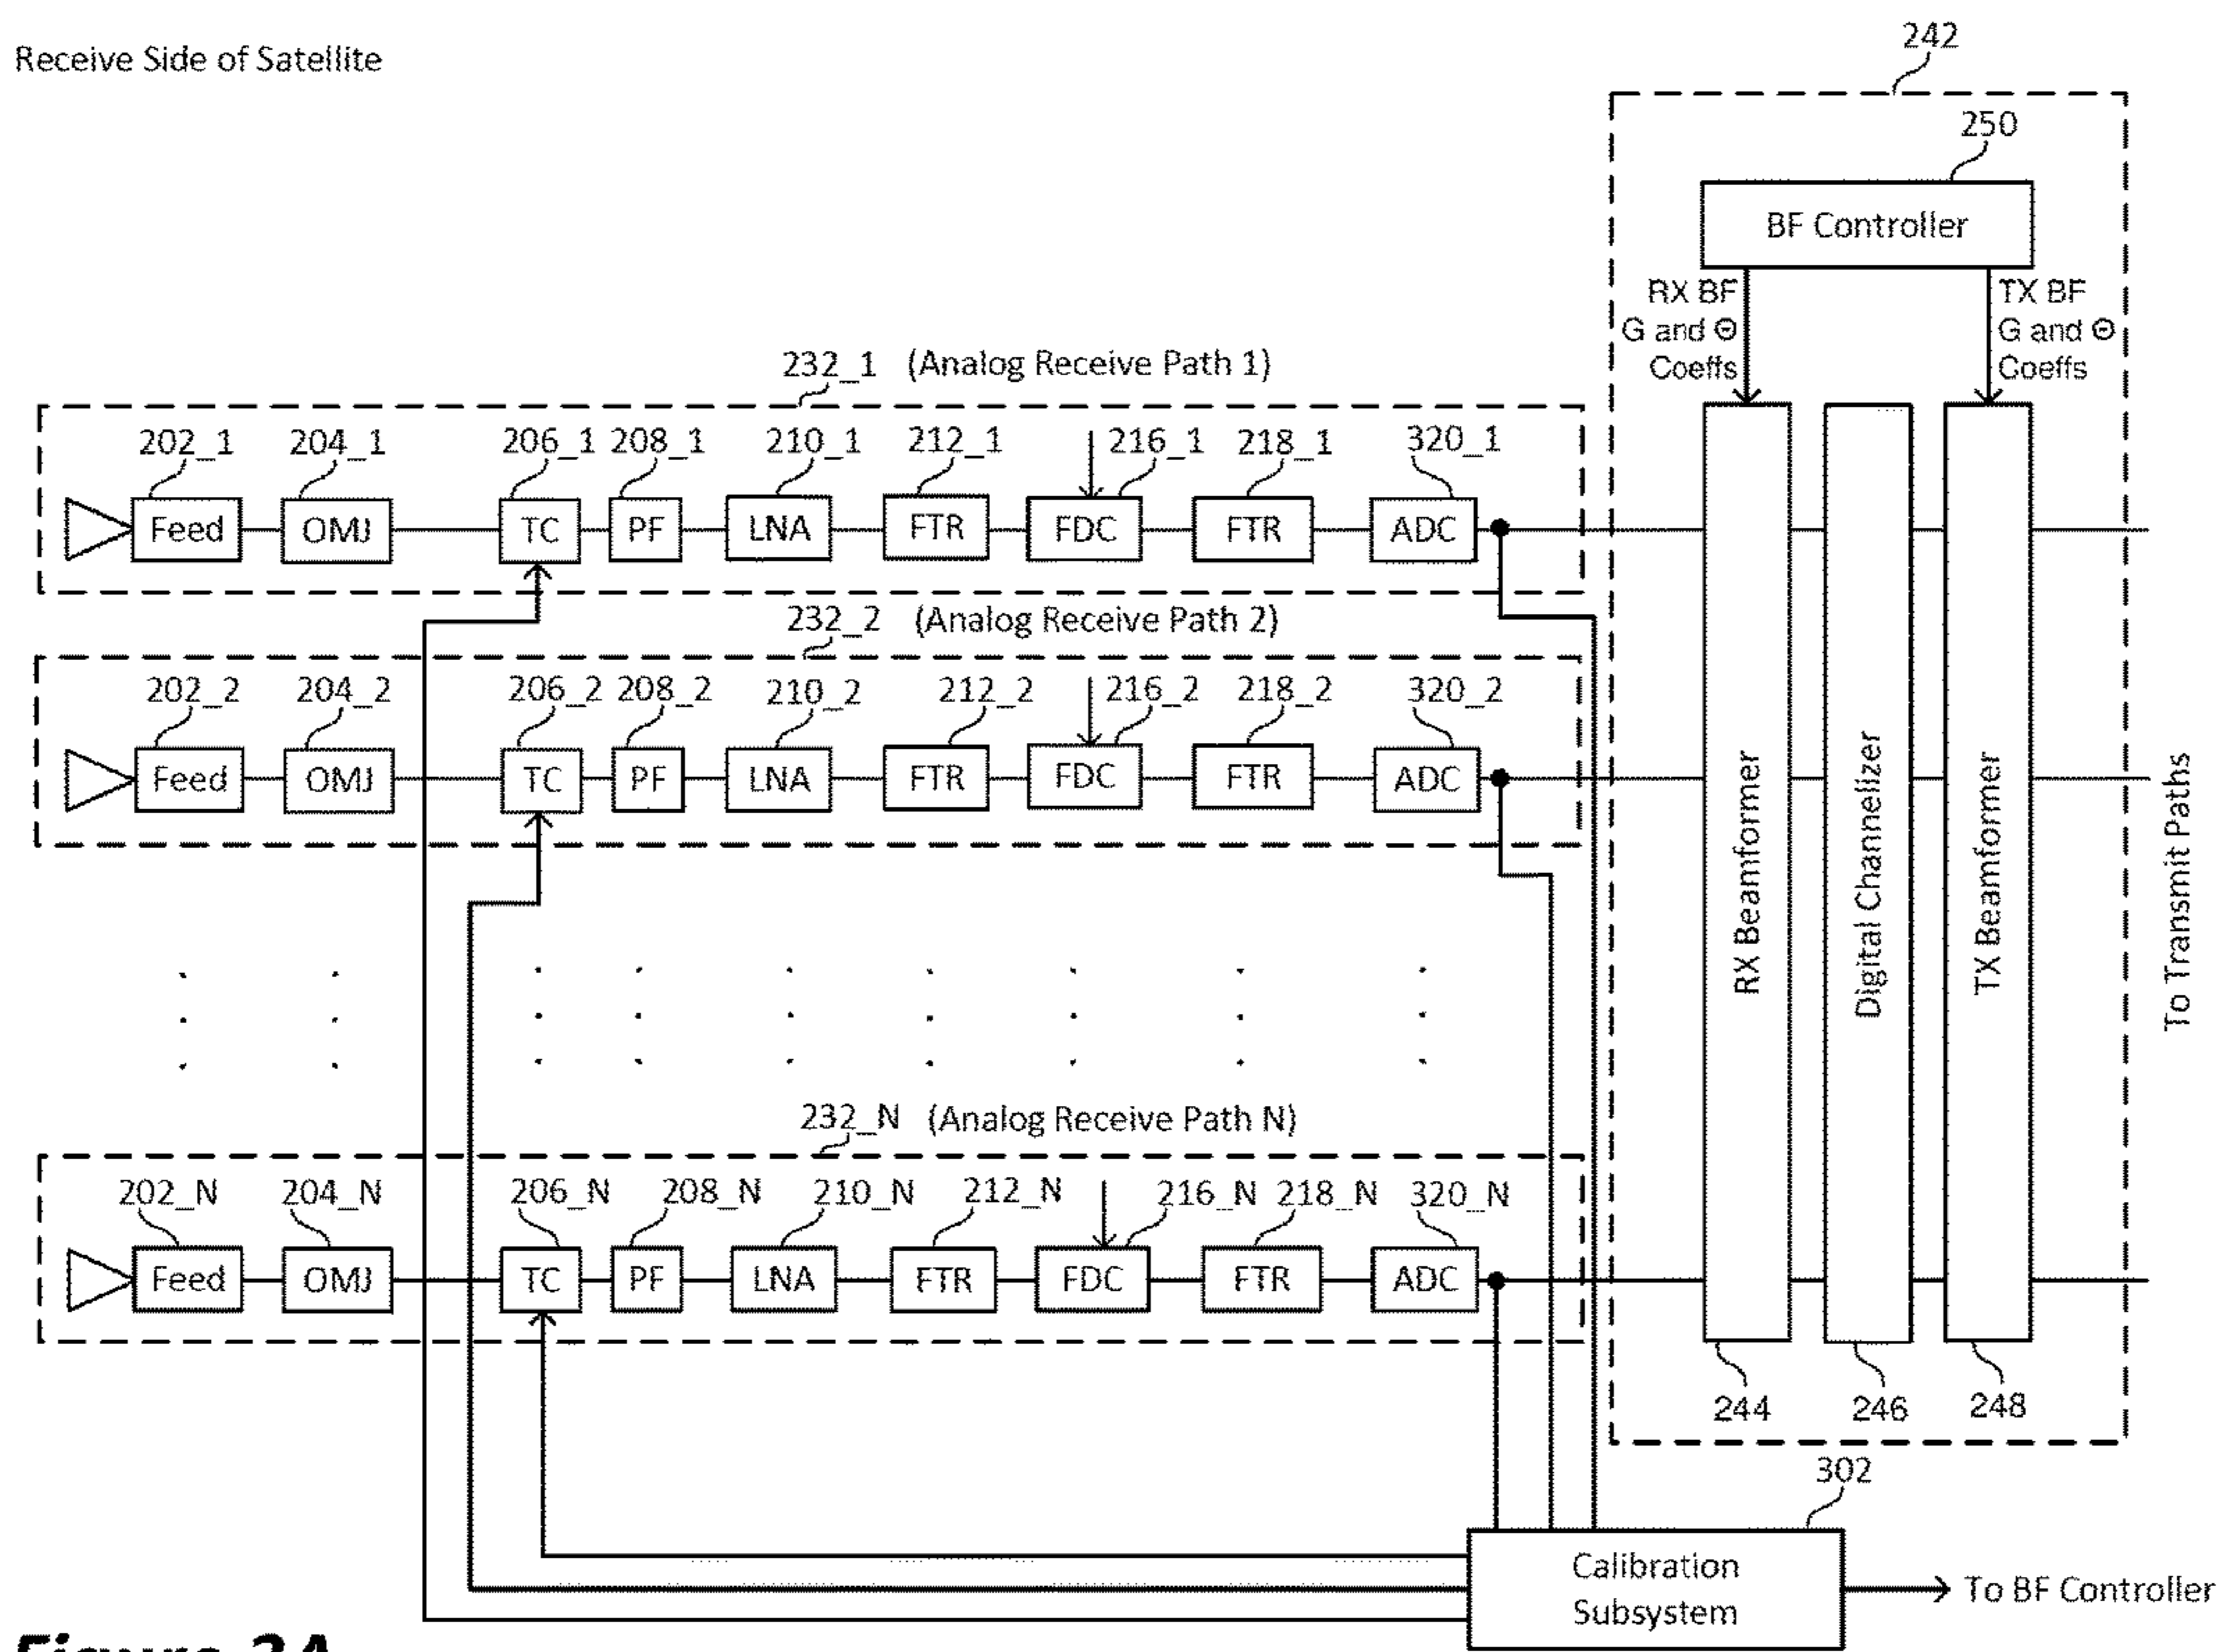 Receive Side of Satellite
242
250
BF Controller
RX BF
G and Θ
Coeffs
TX BF
G and Θ
Coeffs
232_1 (Analog Receive Path 1)
202_1 204_1 206_1 208_1 210_1 212_1 216_1 218_1 320_1
Feed OMJ TC PF LNA FTR FDC FTR ADC
232_2 (Analog Receive Path 2)
202_2 204_2 206_2 208_2 210_2 212_2 216_2 218_2 320_2
Feed OMJ TC PF LNA FTR FDC FTR ADC
RX Beamformer
Digital Channelizer
TX Beamformer
To Transmit Paths
232_N (Analog Receive Path N)
202_N 204_N 206_N 208_N 210_N 212_N 216_N 218_N 320_N
Feed OMJ TC PF LNA FTR FDC FTR ADC
244 246 248
302
Calibration
Subsystem
To BF Controller